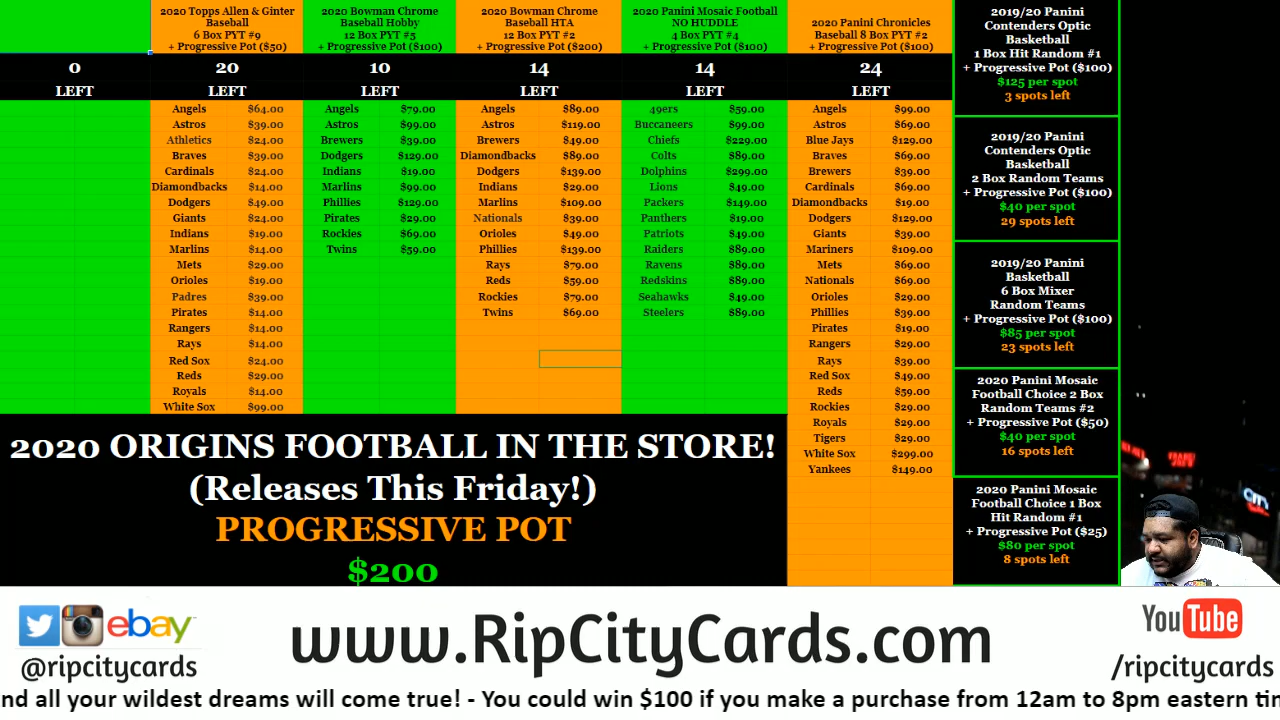 0
LEFT
2020 Topps Allen & Ginter
Baseball
6 Box PYT #9
+ Progressive Pot ($50)
20
LEFT
Angels $64.00
Astros $39.00
Athletics $24.00
Braves $39.00
Cardinals $24.00
Diamondbacks $14.00
Dodgers $49.00
Giants $24.00
Indians $19.00
Marlins $14.00
Mets $29.00
Orioles $19.00
Padres $39.00
Pirates $14.00
Rangers $14.00
Rays $14.00
Red Sox $24.00
Reds $29.00
Royals $14.00
White Sox $99.00
2020 Bowman Chrome
Baseball Hobby
12 Box PYT #5
+ Progressive Pot ($100)
10
LEFT
Angels $79.00
Astros $99.00
Brewers $39.00
Dodgers $129.00
Indians $19.00
Marlins $99.00
Phillies $129.00
Pirates $29.00
Rockies $69.00
Twins $59.00
2020 Bowman Chrome
Baseball HTA
12 Box PYT #2
+ Progressive Pot ($200)
14
LEFT
Angels $89.00
Astros $119.00
Brewers $49.00
Diamondbacks $89.00
Dodgers $139.00
Indians $29.00
Marlins $109.00
Nationals $39.00
Orioles $49.00
Phillies $139.00
Rays $79.00
Reds $59.00
Rockies $79.00
Twins $69.00
2020 Panini Mosaic Football
NO HUDDLE
4 Box PYT #4
+ Progressive Pot ($100)
14
LEFT
49ers $59.00
Buccaneers $99.00
Chiefs $229.00
Colts $89.00
Dolphins $299.00
Lions $49.00
Packers $149.00
Panthers $19.00
Patriots $49.00
Raiders $89.00
Ravens $89.00
Redskins $89.00
Seahawks $49.00
Steelers $89.00
2020 Panini Chronicles
Baseball 8 Box PYT #2
+ Progressive Pot ($100)
24
LEFT
Angels $99.00
Astros $69.00
Blue Jays $129.00
Braves $69.00
Brewers $39.00
Cardinals $69.00
Diamondbacks $19.00
Dodgers $129.00
Giants $39.00
Mariners $109.00
Mets $69.00
Nationals $69.00
Orioles $29.00
Phillies $39.00
Pirates $19.00
Rangers $29.00
Rays $39.00
Red Sox $49.00
Reds $59.00
Rockies $29.00
Royals $29.00
Tigers $29.00
White Sox $299.00
Yankees $149.00
2019/20 Panini
Contenders Optic
Basketball
1 Box Hit Random #1
+ Progressive Pot ($100)
$125 per spot
3 spots left
2019/20 Panini
Contenders Optic
Basketball
2 Box Random Teams
+ Progressive Pot ($100)
$40 per spot
29 spots left
2019/20 Panini
Basketball
6 Box Mixer
Random Teams
+ Progressive Pot ($100)
$85 per spot
23 spots left
2020 Panini Mosaic
Football Choice 2 Box
Random Teams #2
+ Progressive Pot ($50)
$40 per spot
16 spots left
2020 Panini Mosaic
Football Choice 1 Box
Hit Random #1
+ Progressive Pot ($25)
$80 per spot
8 spots left
2020 ORIGINS FOOTBALL IN THE STORE!
(Releases This Friday!)
PROGRESSIVE POT
$200
ebay
@ripcitycards
www.RipCityCards.com
YouTube
/ripcitycards
nd all your wildest dreams will come true! - You could win $100 if you make a purchase from 12am to 8pm eastern tin